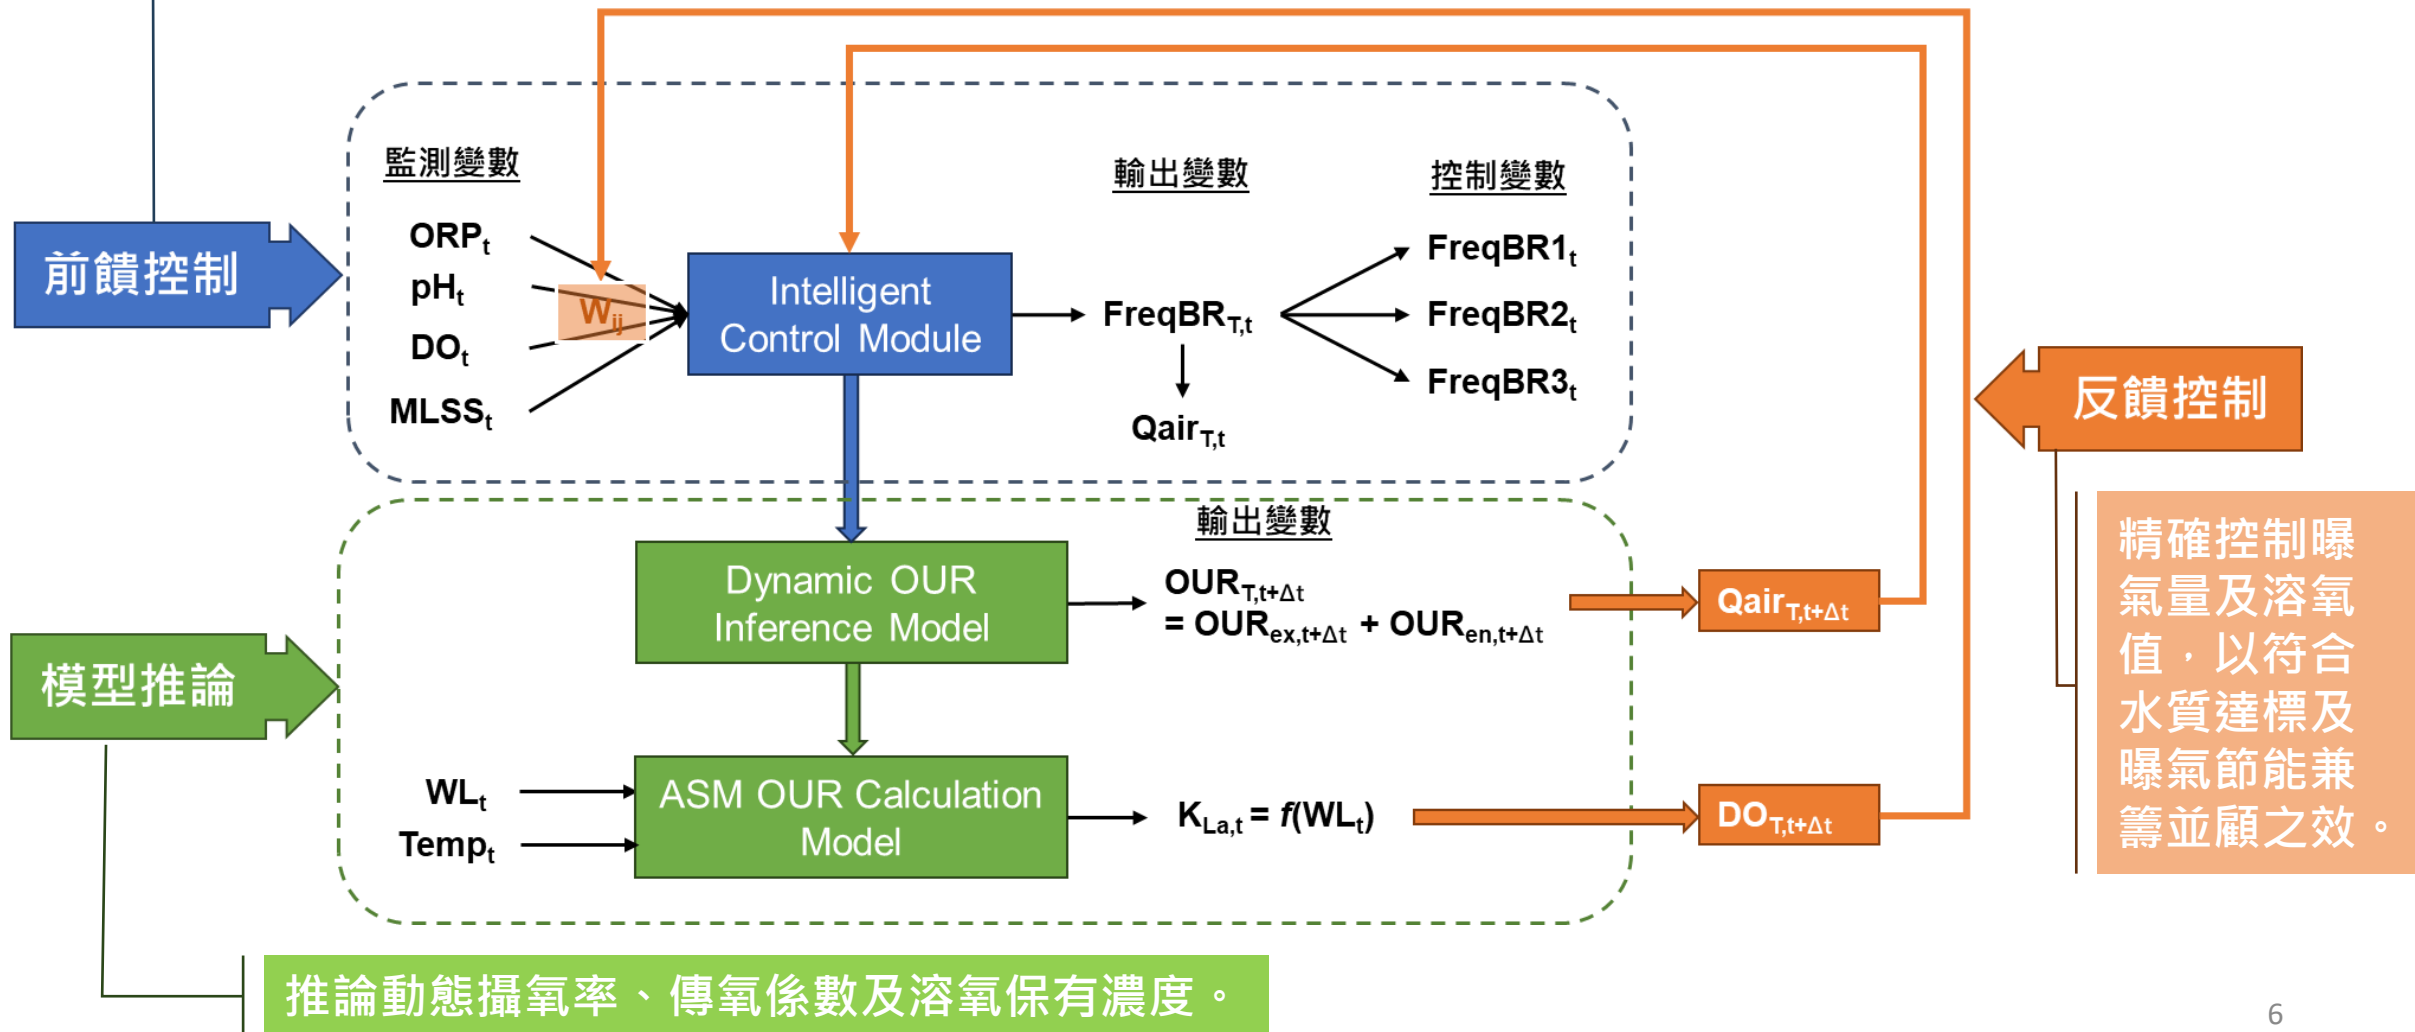 監測變數
輸出變數
控制變數
前饋控制
ORPt
pHt
DOt
MLSSt
Wij
Intelligent
Control Module
FreqBRT,t
QairT,t
FreqBR1t
FreqBR2t
FreqBR3t
反饋控制
精確控制曝
氣量及溶氧
值，以符合
水質達標及
曝氣節能兼
籌並顧之效。
輸出變數
Dynamic OUR
Inference Model
OURT,t+Δt
= OURex,t+Δt + OURen,t+Δt
QairT,t+Δt
模型推論
WLt
Tempt
ASM OUR Calculation
Model
KLa,t = f(WLt)
DOT,t+Δt
推論動態攝氧率、傳氧係數及溶氧保有濃度。
6